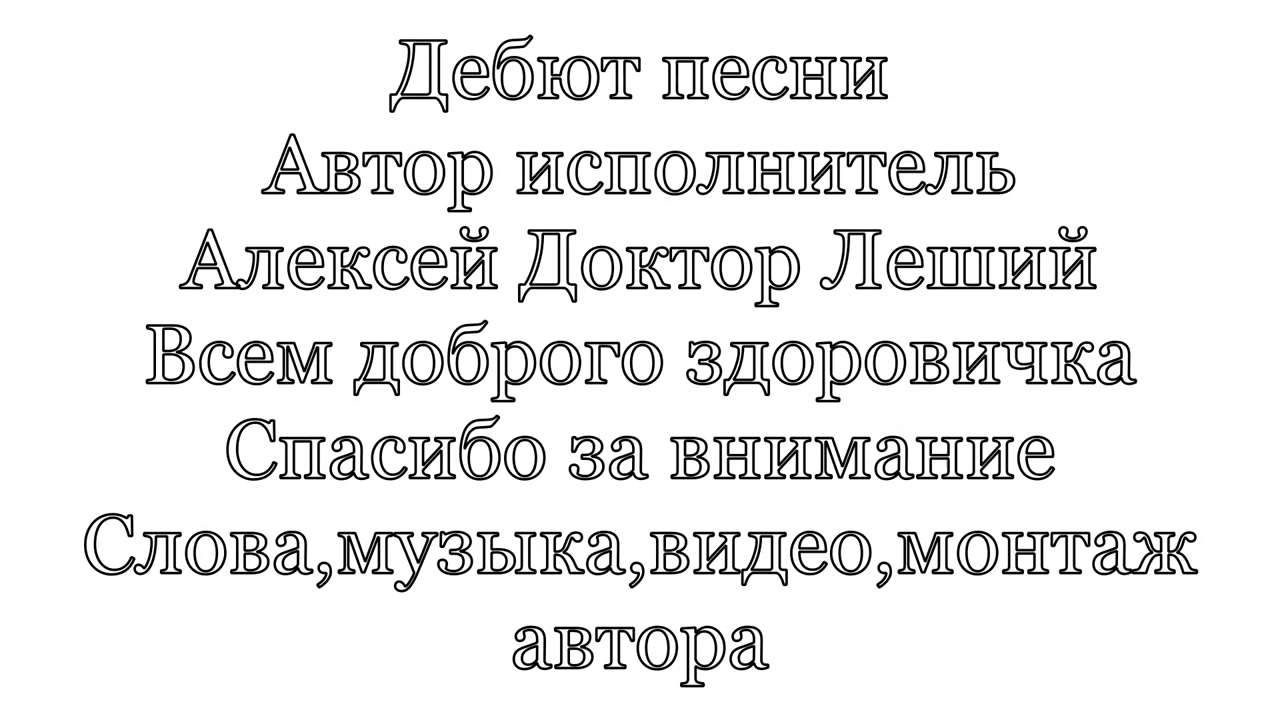 Дебют песни
Автор исполнитель
Алексей Доктор Леший
Всем доброго здоровичка
Спасибо за внимание
Слова,музыка,видео,монтаж
автора